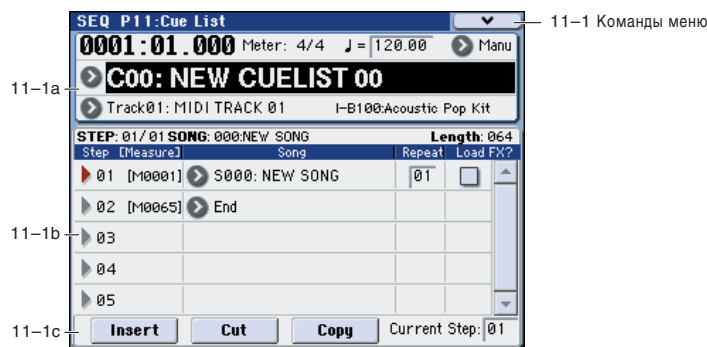 SEQ P11:Cue List
11–1 Команды меню
0001:01.000 Meter: 4/4 ♩= 120.00 Manu
11–1a
C00: NEW CUELIST 00
Track01: MIDI TRACK 01 I-B100:Acoustic Pop Kit
STEP: 01/01 SONG: 000:NEW SONG Length: 064
Step [Measure] Song Repeat Load FX?
01 [M0001] S000: NEW SONG 01
02 [M0065] End
11–1b
03
04
05
11–1c
Insert Cut Copy Current Step: 01